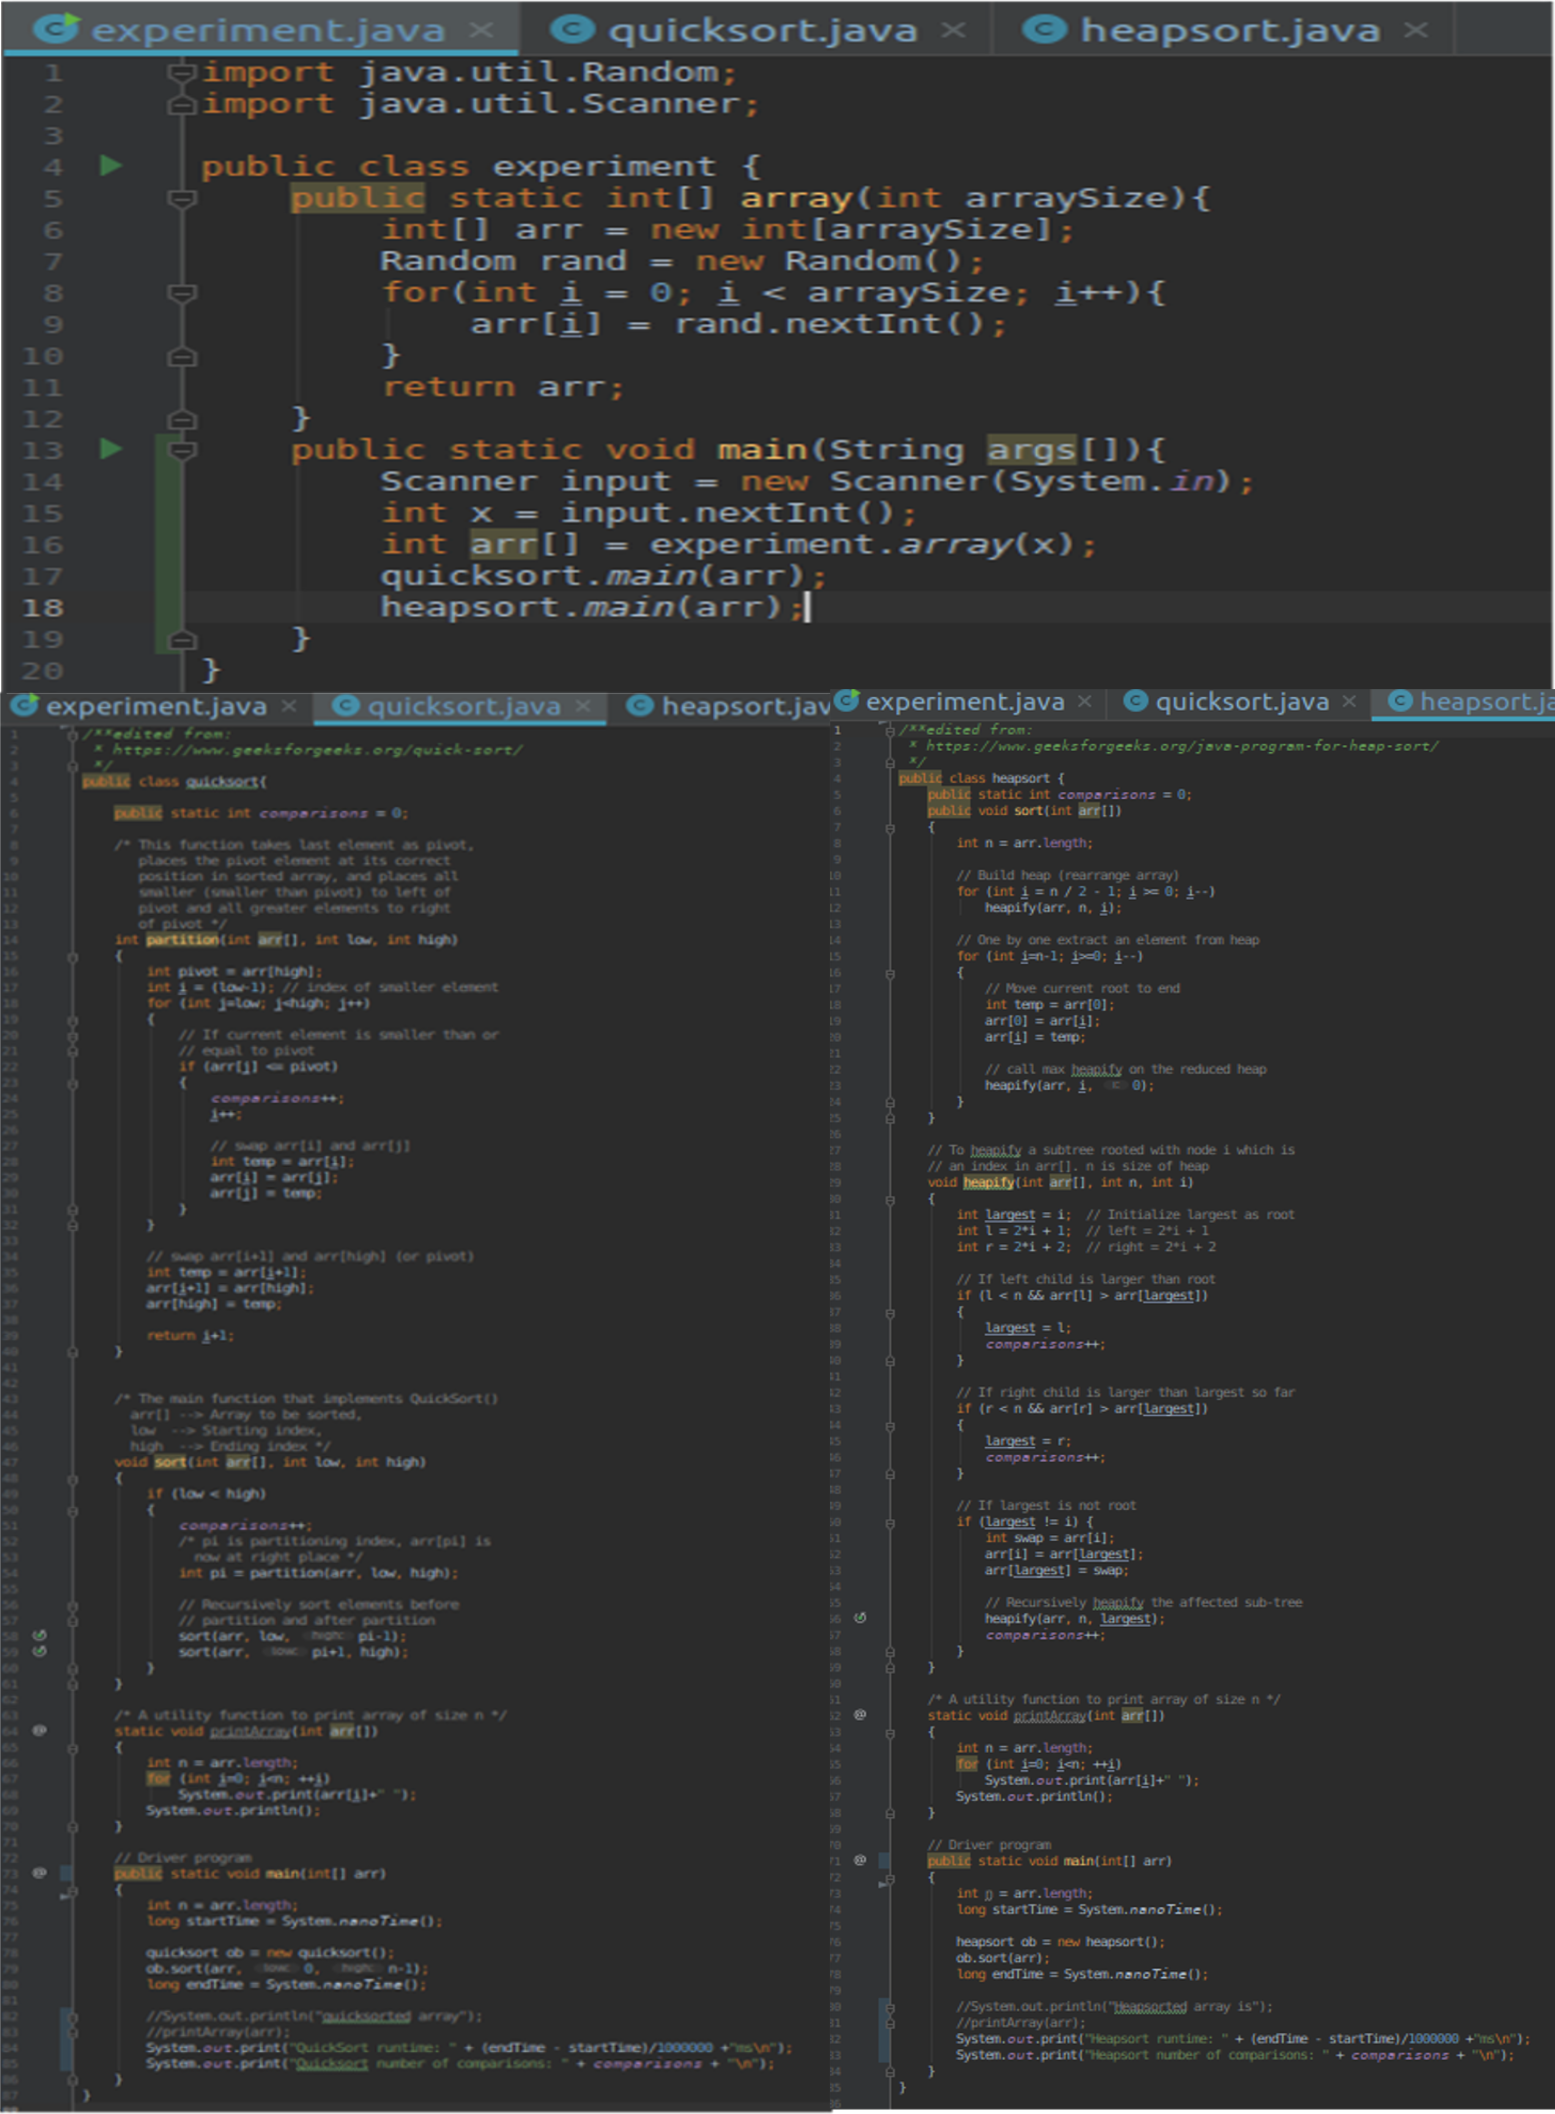 experiment.java × quicksort.java × heapsort.java ×
1 import java.util.Random;
2 import java.util.Scanner;
3
4 public class experiment {
5 public static int[] array(int arraySize){
6 int[] arr = new int[arraySize];
7 Random rand = new Random();
8 for(int i = 0; i < arraySize; i++){
9 arr[i] = rand.nextInt();
10 }
11 return arr;
12 }
13 public static void main(String args[]){
14 Scanner input = new Scanner(System.in);
15 int x = input.nextInt();
16 int arr[] = experiment.array(x);
17 quicksort.main(arr);
18 heapsort.main(arr);
19 }
20 }
experiment.java × quicksort.java × heapsort.jav
/**edited from:
* https://www.geeksforgeeks.org/quick-sort/
*/
public class quicksort{
public static int comparisons = 0;
/* This function takes last element as pivot,
places the pivot element at its correct
position in sorted array, and places all
smaller (smaller than pivot) to left of
pivot and all greater elements to right
of pivot */
int partition(int arr[], int low, int high)
{
int pivot = arr[high];
int i = (low-1); // index of smaller element
for (int j=low; j<high; j++)
{
// If current element is smaller than or
// equal to pivot
if (arr[j] <= pivot)
{
comparisons++;
i++;
// swap arr[i] and arr[j]
int temp = arr[i];
arr[i] = arr[j];
arr[j] = temp;
}
}
// swap arr[i+1] and arr[high] (or pivot)
int temp = arr[i+1];
arr[i+1] = arr[high];
arr[high] = temp;
return i+1;
}
/* The main function that implements QuickSort()
arr[] --> Array to be sorted,
low --> Starting index,
high --> Ending index */
void sort(int arr[], int low, int high)
{
if (low < high)
{
comparisons++;
/* pi is partitioning index, arr[pi] is
now at right place */
int pi = partition(arr, low, high);
// Recursively sort elements before
// partition and after partition
sort(arr, low, high: pi-1);
sort(arr, low: pi+1, high);
}
}
/* A utility function to print array of size n */
static void printArray(int arr[])
{
int n = arr.length;
for (int i=0; i<n; ++i)
System.out.print(arr[i]+" ");
System.out.println();
}
// Driver program
public static void main(int[] arr)
{
int n = arr.length;
long startTime = System.nanoTime();
quicksort ob = new quicksort();
ob.sort(arr, low: 0, high: n-1);
long endTime = System.nanoTime();
//System.out.println("quicksorted array");
//printArray(arr);
System.out.print("QuickSort runtime: " + (endTime - startTime)/1000000 +"ms\n");
System.out.print("Quicksort number of comparisons: " + comparisons + "\n");
}
}
experiment.java × quicksort.java × heapsort.ja
/**edited from:
* https://www.geeksforgeeks.org/java-program-for-heap-sort/
*/
public class heapsort {
public static int comparisons = 0;
public void sort(int arr[])
{
int n = arr.length;
// Build heap (rearrange array)
for (int i = n / 2 - 1; i >= 0; i--)
heapify(arr, n, i);
// One by one extract an element from heap
for (int i=n-1; i>=0; i--)
{
// Move current root to end
int temp = arr[0];
arr[0] = arr[i];
arr[i] = temp;
// call max heapify on the reduced heap
heapify(arr, i, 0);
}
}
// To heapify a subtree rooted with node i which is
// an index in arr[]. n is size of heap
void heapify(int arr[], int n, int i)
{
int largest = i; // Initialize largest as root
int l = 2*i + 1; // left = 2*i + 1
int r = 2*i + 2; // right = 2*i + 2
// If left child is larger than root
if (l < n && arr[l] > arr[largest])
{
largest = l;
comparisons++;
}
// If right child is larger than largest so far
if (r < n && arr[r] > arr[largest])
{
largest = r;
comparisons++;
}
// If largest is not root
if (largest != i) {
int swap = arr[i];
arr[i] = arr[largest];
arr[largest] = swap;
// Recursively heapify the affected sub-tree
heapify(arr, n, largest);
comparisons++;
}
}
/* A utility function to print array of size n */
static void printArray(int arr[])
{
int n = arr.length;
for (int i=0; i<n; ++i)
System.out.print(arr[i]+" ");
System.out.println();
}
// Driver program
public static void main(int[] arr)
{
int n = arr.length;
long startTime = System.nanoTime();
heapsort ob = new heapsort();
ob.sort(arr);
long endTime = System.nanoTime();
//System.out.println("Heapsorted array is");
//printArray(arr);
System.out.print("Heapsort runtime: " + (endTime - startTime)/1000000 +"ms\n");
System.out.print("Heapsort number of comparisons: " + comparisons + "\n");
}
}